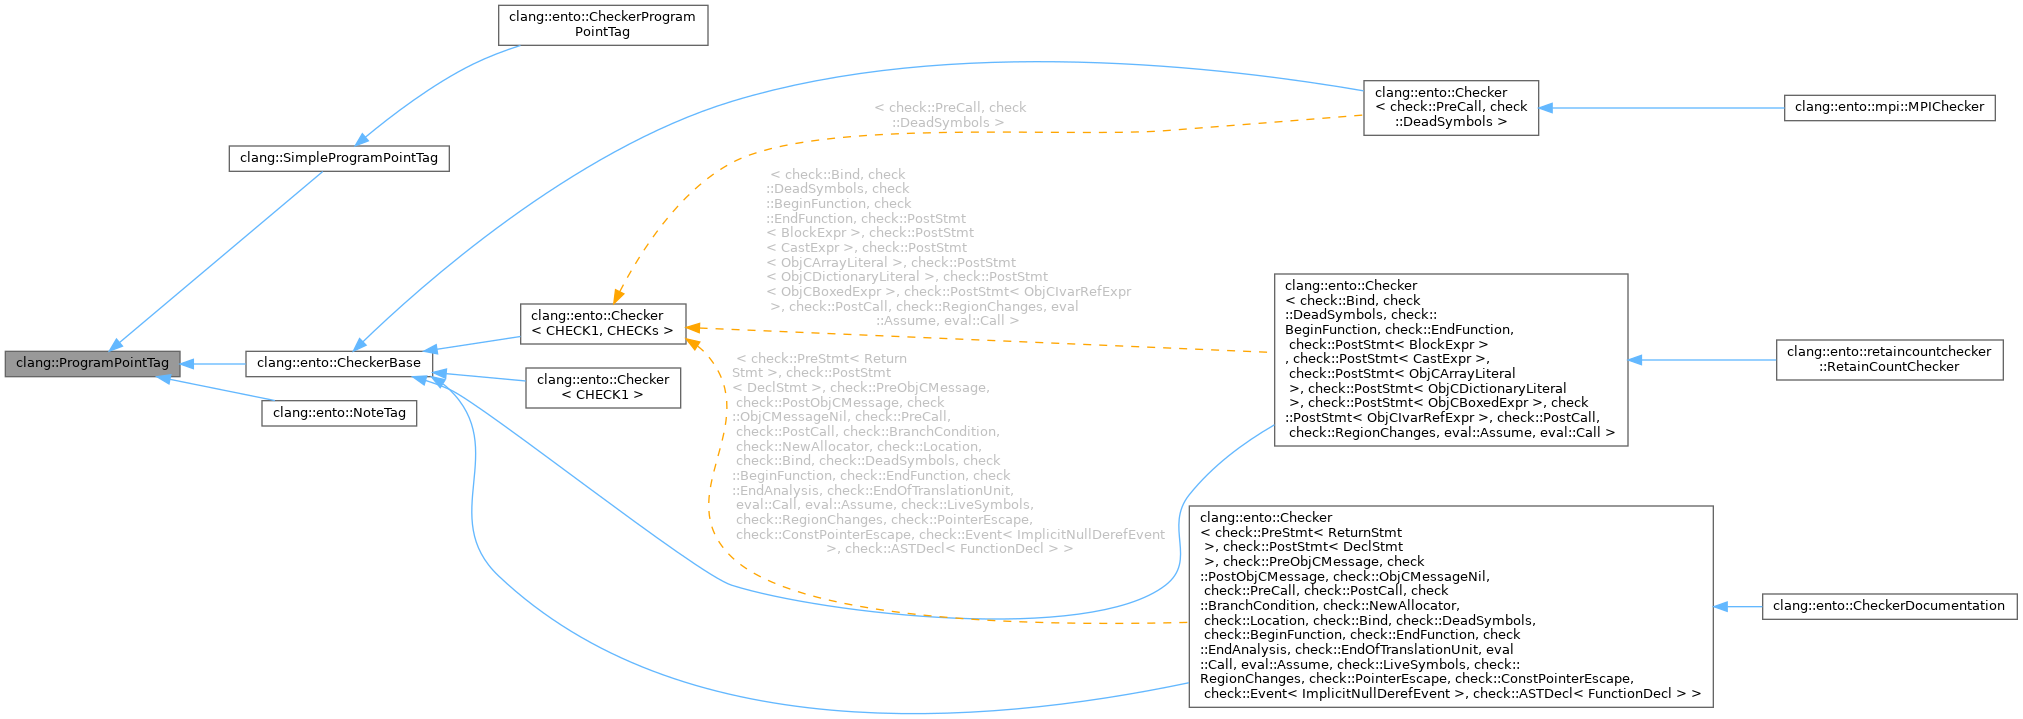 clang::ento::CheckerProgram
PointTag
clang::SimpleProgramPointTag
clang::ProgramPointTag
clang::ento::CheckerBase
clang::ento::NoteTag
clang::ento::Checker
< CHECK1, CHECKs >
clang::ento::Checker
< CHECK1 >
< check::PreCall, check
::DeadSymbols >
< check::Bind, check
::DeadSymbols, check
::BeginFunction, check
::EndFunction, check::PostStmt
< BlockExpr >, check::PostStmt
< CastExpr >, check::PostStmt
< ObjCArrayLiteral >, check::PostStmt
< ObjCDictionaryLiteral >, check::PostStmt
< ObjCBoxedExpr >, check::PostStmt< ObjCIvarRefExpr
>, check::PostCall, check::RegionChanges, eval
::Assume, eval::Call >
< check::PreStmt< Return
Stmt >, check::PostStmt
< DeclStmt >, check::PreObjCMessage,
check::PostObjCMessage, check
::ObjCMessageNil, check::PreCall,
check::PostCall, check::BranchCondition,
check::NewAllocator, check::Location,
check::Bind, check::DeadSymbols, check
::BeginFunction, check::EndFunction, check
::EndAnalysis, check::EndOfTranslationUnit,
eval::Call, eval::Assume, check::LiveSymbols,
check::RegionChanges, check::PointerEscape,
check::ConstPointerEscape, check::Event< ImplicitNullDerefEvent
>, check::ASTDecl< FunctionDecl > >
clang::ento::Checker
< check::PreCall, check
::DeadSymbols >
clang::ento::mpi::MPIChecker
clang::ento::Checker
< check::Bind, check
::DeadSymbols, check::
BeginFunction, check::EndFunction,
check::PostStmt< BlockExpr >
, check::PostStmt< CastExpr >,
check::PostStmt< ObjCArrayLiteral
>, check::PostStmt< ObjCDictionaryLiteral
>, check::PostStmt< ObjCBoxedExpr >, check
::PostStmt< ObjCIvarRefExpr >, check::PostCall,
check::RegionChanges, eval::Assume, eval::Call >
clang::ento::retaincountchecker
::RetainCountChecker
clang::ento::Checker
< check::PreStmt< ReturnStmt
>, check::PostStmt< DeclStmt
>, check::PreObjCMessage, check
::PostObjCMessage, check::ObjCMessageNil,
check::PreCall, check::PostCall, check
::BranchCondition, check::NewAllocator,
check::Location, check::Bind, check::DeadSymbols,
check::BeginFunction, check::EndFunction, check
::EndAnalysis, check::EndOfTranslationUnit, eval
::Call, eval::Assume, check::LiveSymbols, check::
RegionChanges, check::PointerEscape, check::ConstPointerEscape,
check::Event< ImplicitNullDerefEvent >, check::ASTDecl< FunctionDecl > >
clang::ento::CheckerDocumentation